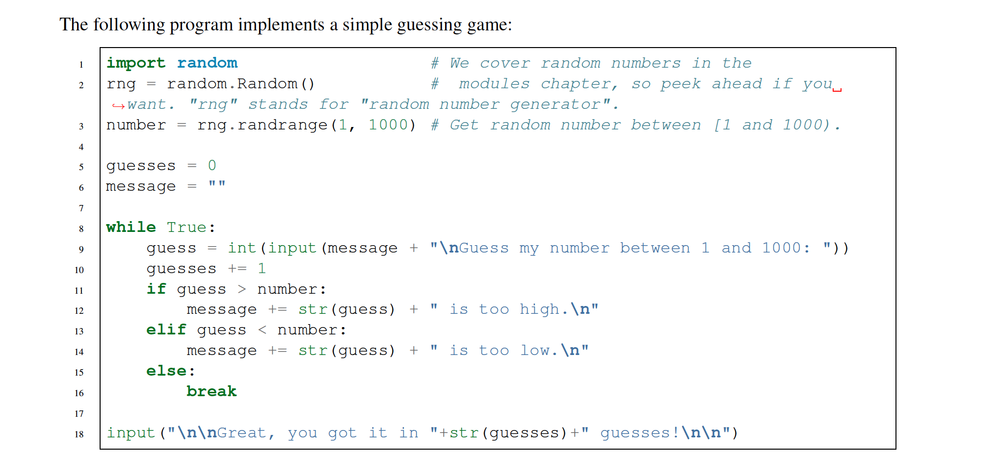 The following program implements a simple guessing game:
1 import random # We cover random numbers in the
2 rng = random.Random() # modules chapter, so peek ahead if you␣
↪want. "rng" stands for "random number generator".
3 number = rng.randrange(1, 1000) # Get random number between [1 and 1000).
4
5 guesses = 0
6 message = ""
7
8 while True:
9 guess = int(input(message + "\nGuess my number between 1 and 1000: "))
10 guesses += 1
11 if guess > number:
12 message += str(guess) + " is too high.\n"
13 elif guess < number:
14 message += str(guess) + " is too low.\n"
15 else:
16 break
17
18 input("\n\nGreat, you got it in "+str(guesses)+" guesses!\n\n")